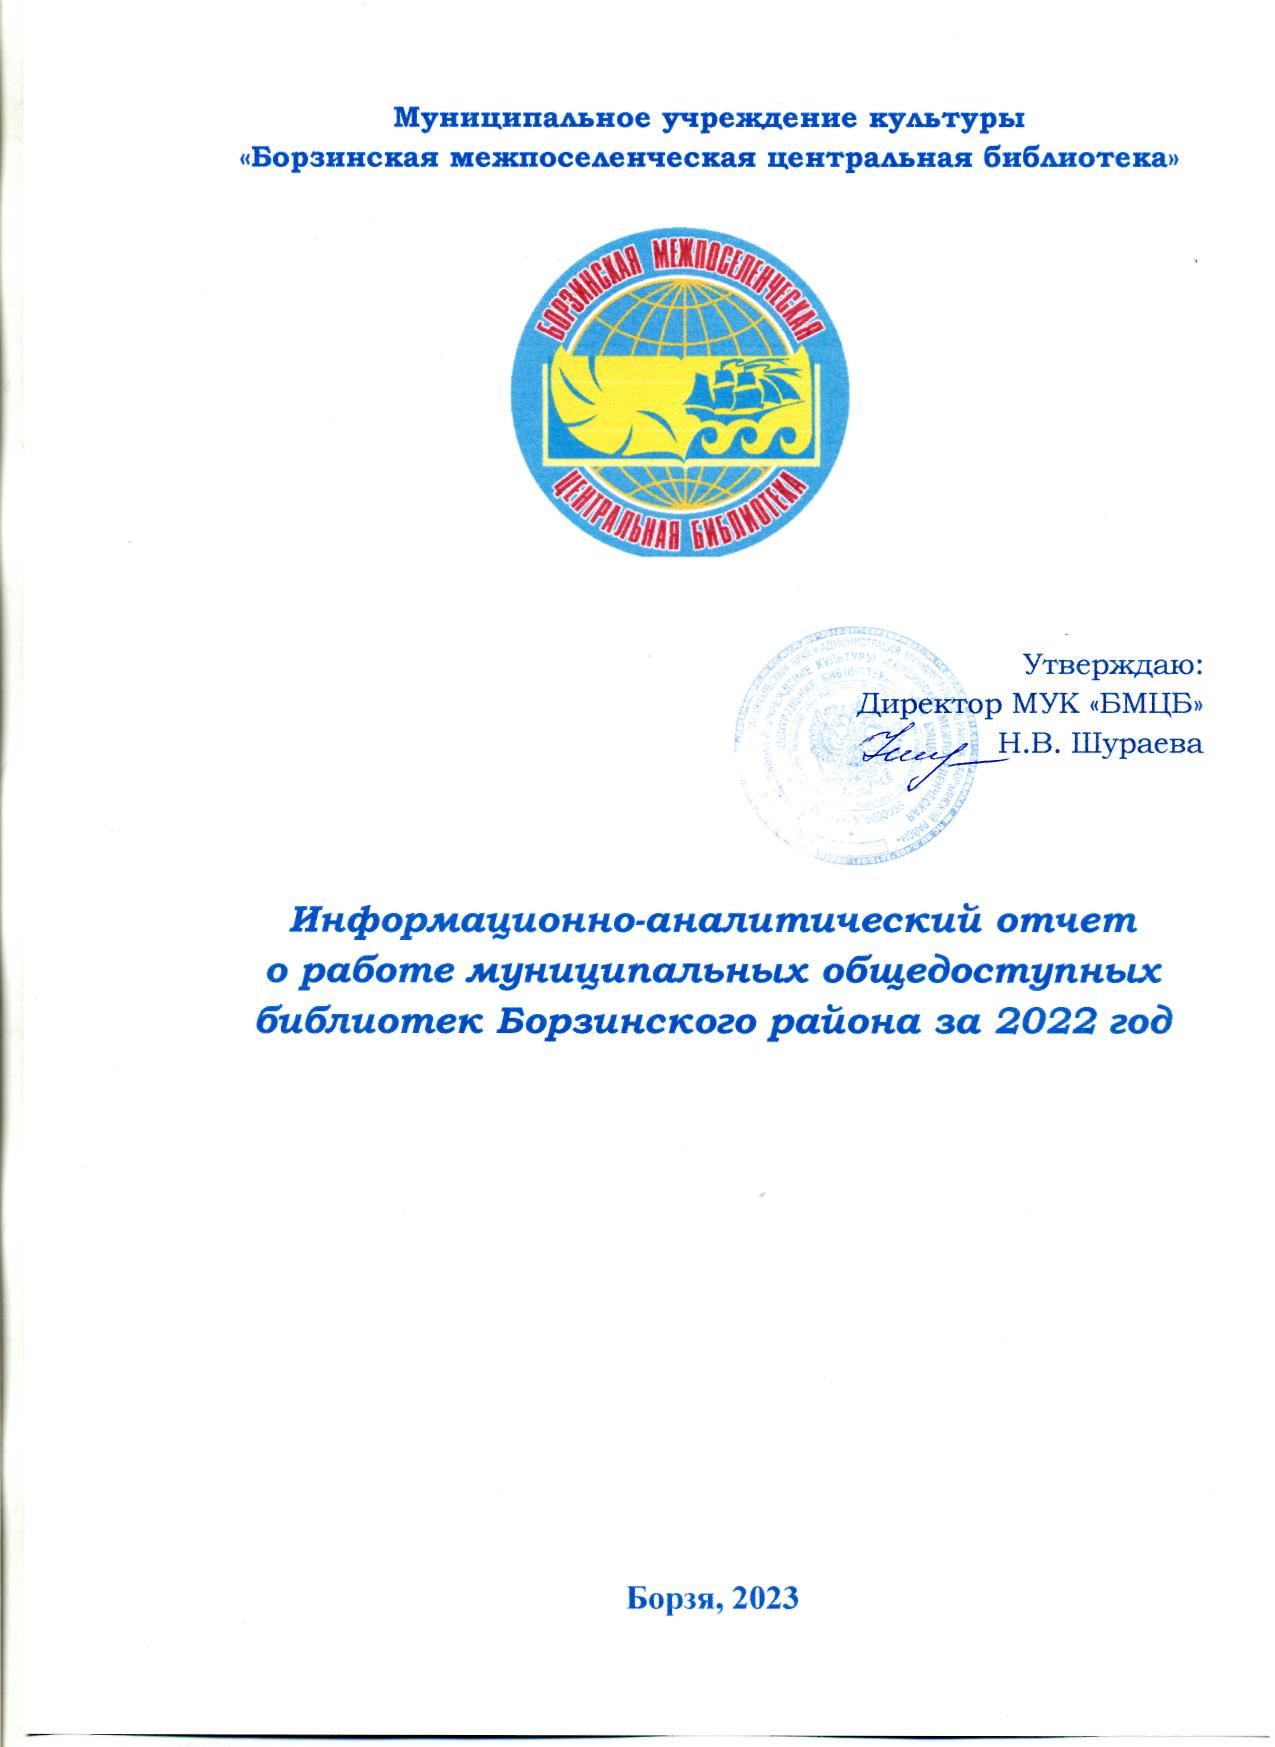 Муниципальное учреждение культуры
«Борзинская межпоселенческая центральная библиотека»
БОРЗИНСКАЯ МЕЖПОСЕЛЕНЧЕСКАЯ
ЦЕНТРАЛЬНАЯ БИБЛИОТЕКА
Утверждаю:
Директор МУК «БМЦБ»
Н.В. Шураева
Информационно-аналитический отчет
о работе муниципальных общедоступных
библиотек Борзинского района за 2022 год
Борзя, 2023